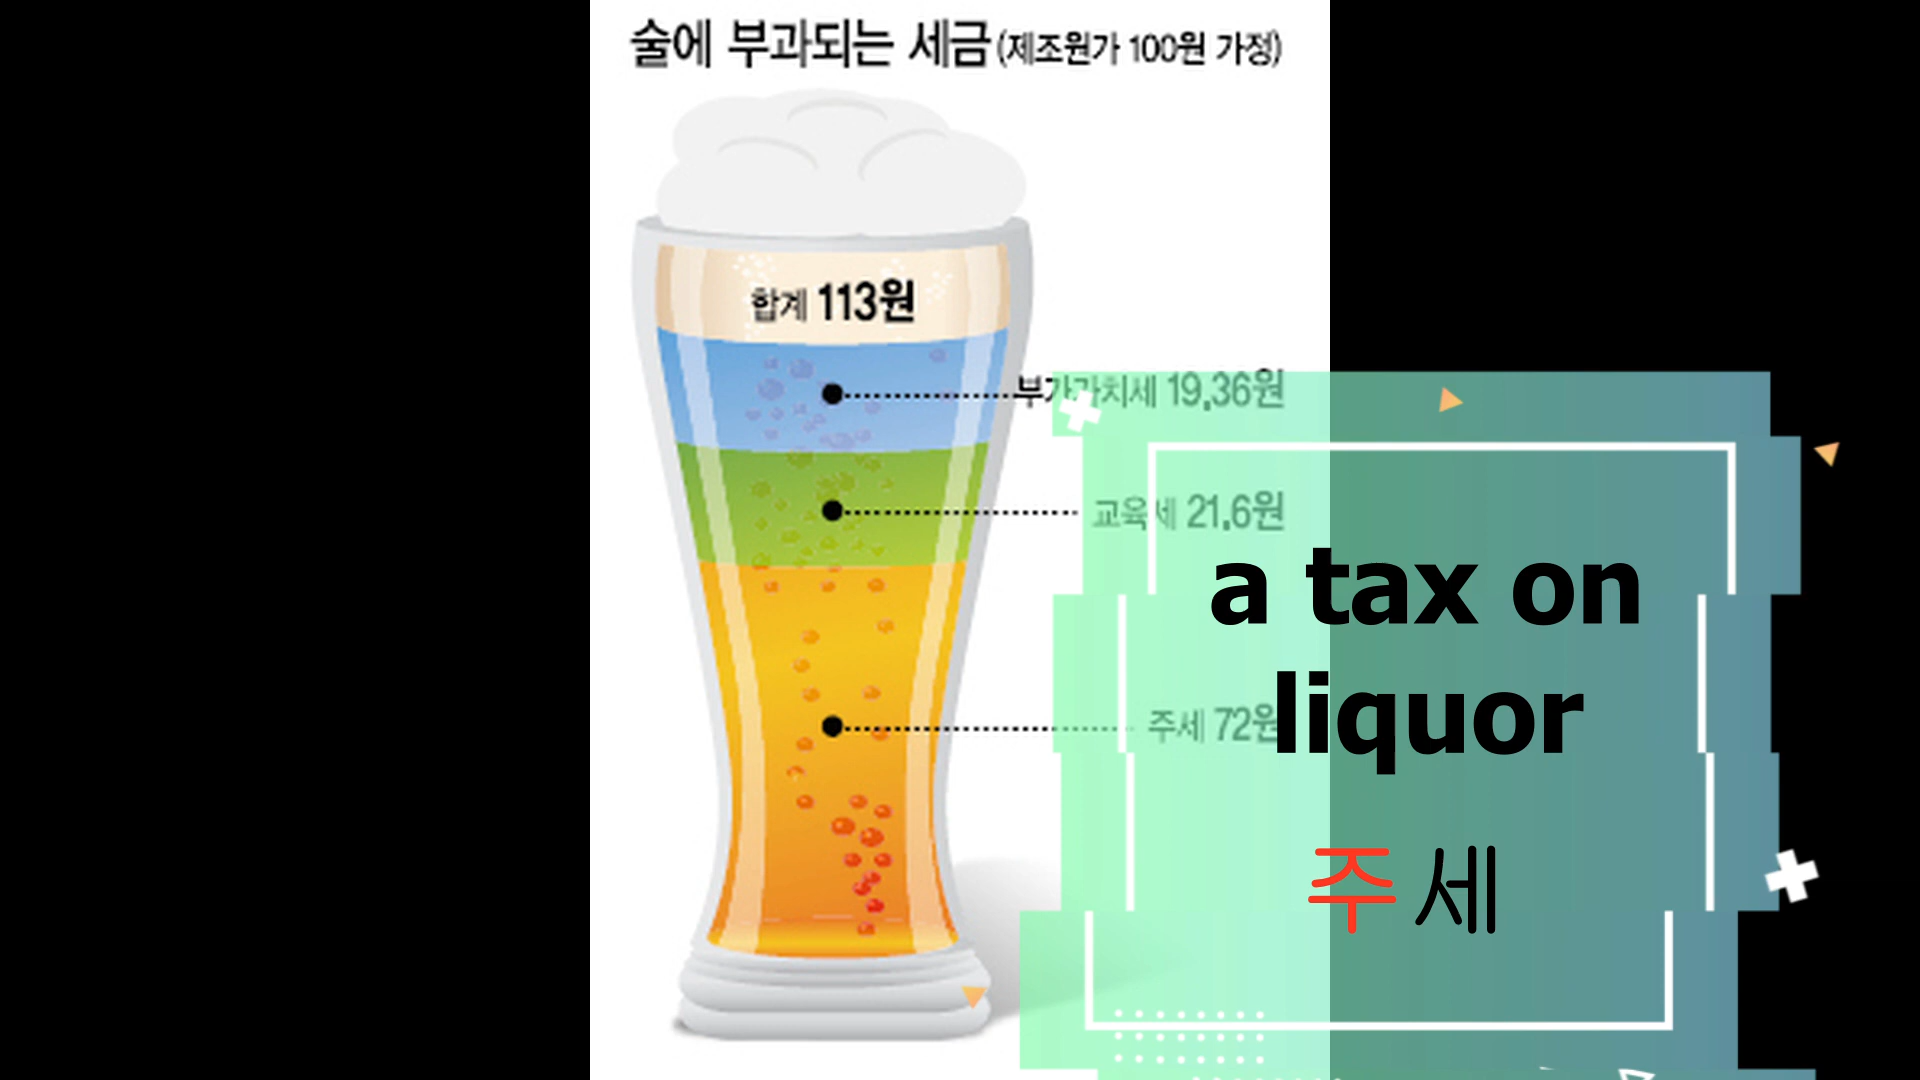 술에 부과되는 세금(제조원가 100원 가정)
합계 113원
부가가치세 19.36원
교육세 21.6원
주세 72원
a tax on
liquor
주세